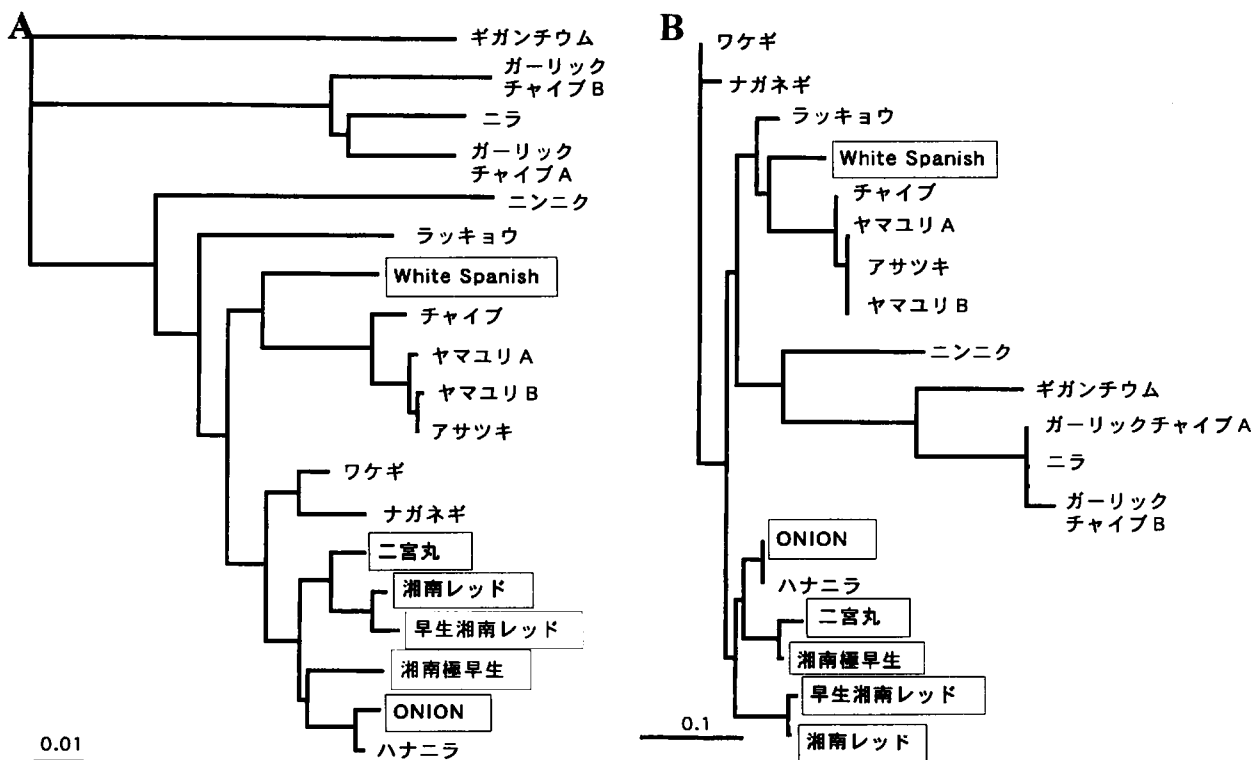 A
ギガンチウム
ガーリック
チャイブB
ニラ
ガーリック
チャイブA
ニンニク
ラッキョウ
White Spanish
チャイブ
ヤマユリA
ヤマユリB
アサツキ
ワケギ
ナガネギ
二宮丸
湘南レッド
早生湘南レッド
湘南極早生
ONION
ハナニラ
0.01
B
ワケギ
ナガネギ
ラッキョウ
White Spanish
チャイブ
ヤマユリA
アサツキ
ヤマユリB
ニンニク
ギガンチウム
ガーリックチャイブA
ニラ
ガーリック
チャイブB
ONION
ハナニラ
二宮丸
湘南極早生
早生湘南レッド
湘南レッド
0.1